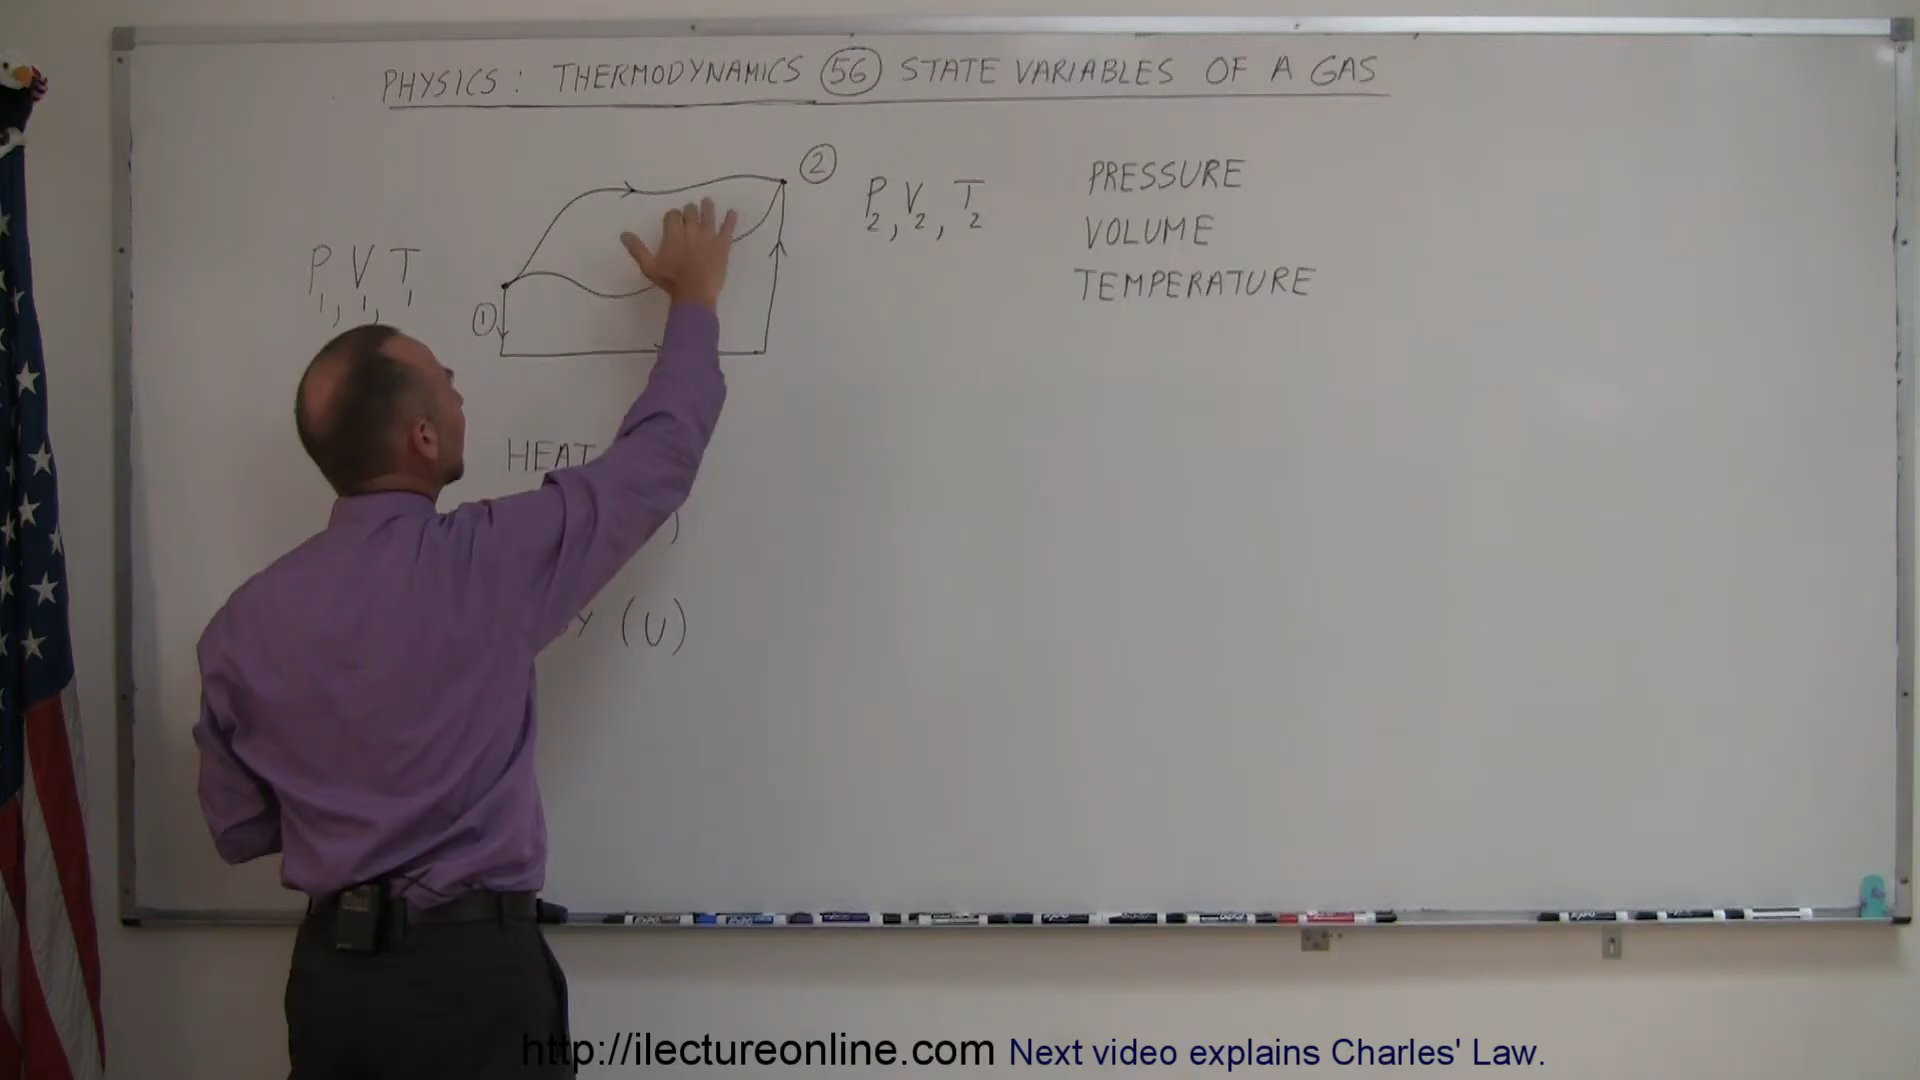 PHYSICS: THERMODYNAMICS 56 STATE VARIABLES OF A GAS
2
P2, V2, T2
PRESSURE
VOLUME
TEMPERATURE
P1, V1, T1
1
HEAT
(U)
http://ilectureonline.com Next video explains Charles' Law.